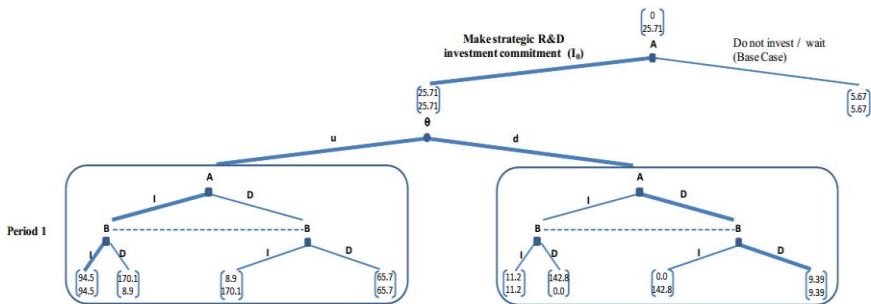 0
25.71
A
Make strategic R&D
investment commitment (I₀)
Do not invest / wait
(Base Case)
25.71
25.71
5.67
5.67
θ
u
d
A
A
I
D
I
D
Period 1
B
B
B
B
I
D
I
D
I
D
I
D
94.5
94.5
170.1
8.9
8.9
170.1
65.7
65.7
11.2
11.2
142.8
0.0
0.0
142.8
9.39
9.39